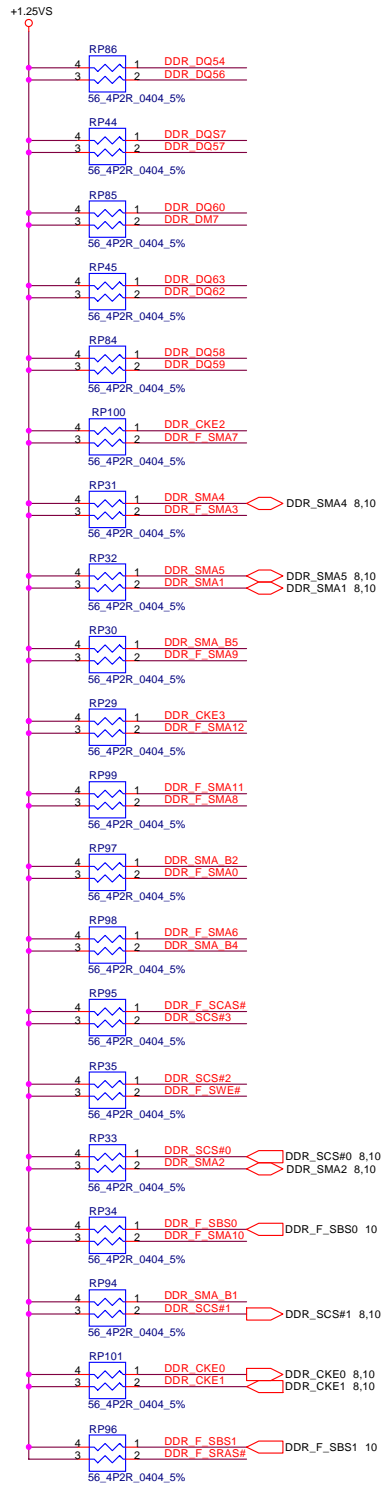 +1.25VS
RP86
4 1 DDR_DQ54
3 2 DDR_DQ56
56_4P2R_0404_5%
RP44
4 1 DDR_DQS7
3 2 DDR_DQ57
56_4P2R_0404_5%
RP85
4 1 DDR_DQ60
3 2 DDR_DM7
56_4P2R_0404_5%
RP45
4 1 DDR_DQ63
3 2 DDR_DQ62
56_4P2R_0404_5%
RP84
4 1 DDR_DQ58
3 2 DDR_DQ59
56_4P2R_0404_5%
RP100
4 1 DDR_CKE2
3 2 DDR_F_SMA7
56_4P2R_0404_5%
RP31
4 1 DDR_SMA4 DDR_SMA4 8,10
3 2 DDR_F_SMA3
56_4P2R_0404_5%
RP32
4 1 DDR_SMA5 DDR_SMA5 8,10
3 2 DDR_SMA1 DDR_SMA1 8,10
56_4P2R_0404_5%
RP30
4 1 DDR_SMA_B5
3 2 DDR_F_SMA9
56_4P2R_0404_5%
RP29
4 1 DDR_CKE3
3 2 DDR_F_SMA12
56_4P2R_0404_5%
RP99
4 1 DDR_F_SMA11
3 2 DDR_F_SMA8
56_4P2R_0404_5%
RP97
4 1 DDR_SMA_B2
3 2 DDR_F_SMA0
56_4P2R_0404_5%
RP98
4 1 DDR_F_SMA6
3 2 DDR_SMA_B4
56_4P2R_0404_5%
RP95
4 1 DDR_F_SCAS#
3 2 DDR_SCS#3
56_4P2R_0404_5%
RP35
4 1 DDR_SCS#2
3 2 DDR_F_SWE#
56_4P2R_0404_5%
RP33
4 1 DDR_SCS#0 DDR_SCS#0 8,10
3 2 DDR_SMA2 DDR_SMA2 8,10
56_4P2R_0404_5%
RP34
4 1 DDR_F_SBS0 DDR_F_SBS0 10
3 2 DDR_F_SMA10
56_4P2R_0404_5%
RP94
4 1 DDR_SMA_B1
3 2 DDR_SCS#1 DDR_SCS#1 8,10
56_4P2R_0404_5%
RP101
4 1 DDR_CKE0 DDR_CKE0 8,10
3 2 DDR_CKE1 DDR_CKE1 8,10
56_4P2R_0404_5%
RP96
4 1 DDR_F_SBS1 DDR_F_SBS1 10
3 2 DDR_F_SRAS#
56_4P2R_0404_5%